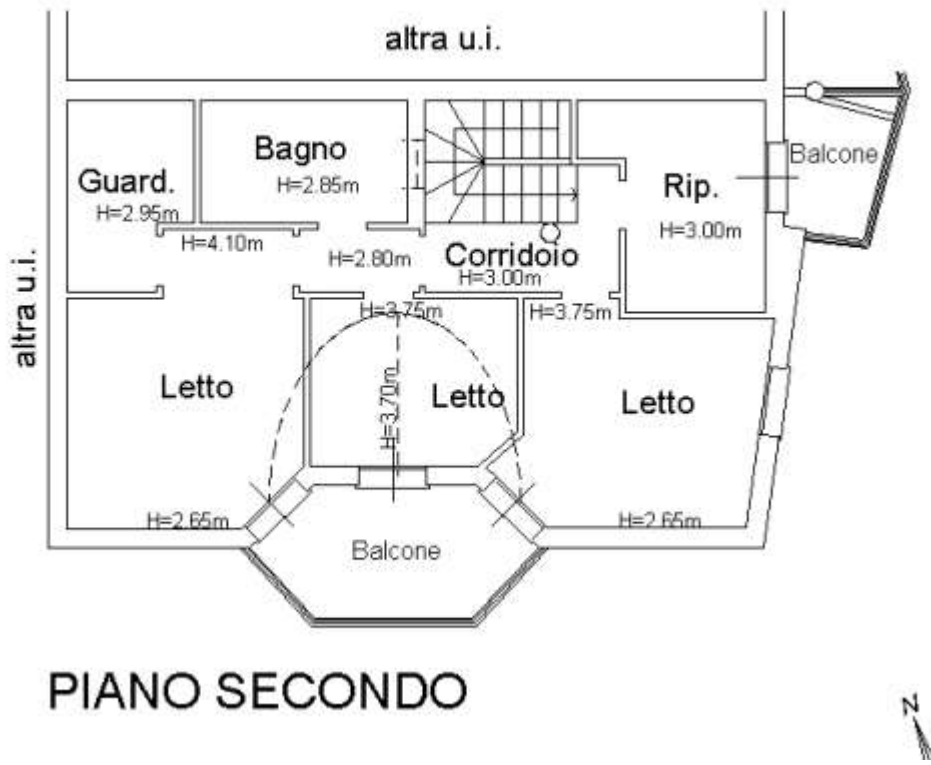 altra u.i.
Bagno
H=2.85m
Balcone
Guard.
H=2.95m
Rip.
H=3.00m
H=4.10m
H=2.80m
Corridoio
H=3.00m
altra u.i.
H=3.75m
H=3.75m
Letto
H=3.70m
Letto
Letto
H=2.65m
H=2.65m
Balcone
PIANO SECONDO
N